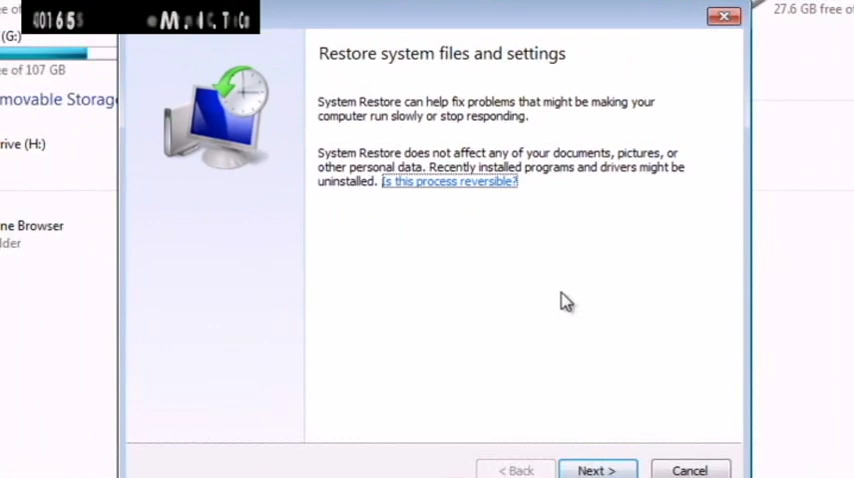 40165
27.6 GB free of
(G:)
ee of 107 GB
movable Storage
rive (H:)
ne Browser
lder
Restore system files and settings
System Restore can help fix problems that might be making your
computer run slowly or stop responding.
System Restore does not affect any of your documents, pictures, or
other personal data. Recently installed programs and drivers might be
uninstalled. Is this process reversible?
< Back
Next >
Cancel